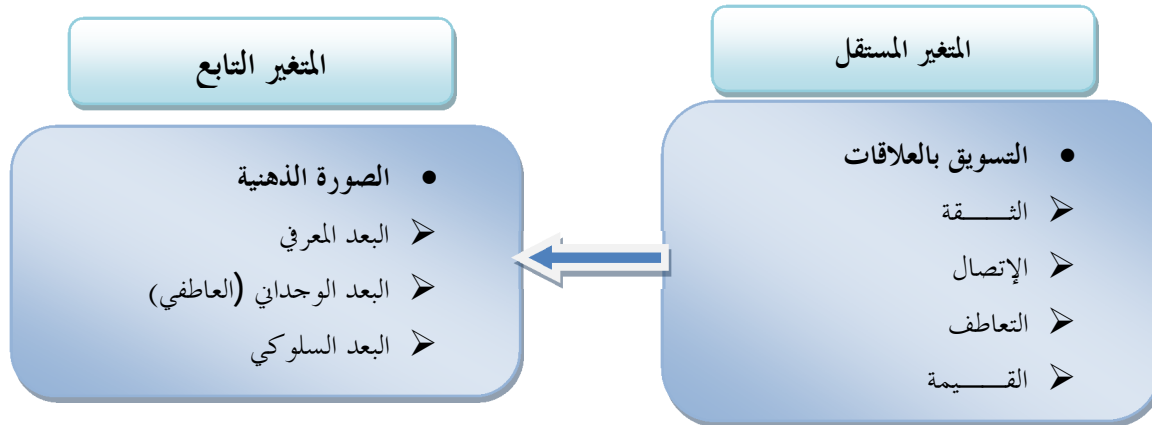 المتغير المستقل
• التسويق بالعلاقات
⮚ الثـــــقة
⮚ الإتصال
⮚ التعاطف
⮚ القـــــيمة
المتغير التابع
• الصورة الذهنية
⮚ البعد المعرفي
⮚ البعد الوجداني (العاطفي)
⮚ البعد السلوكي